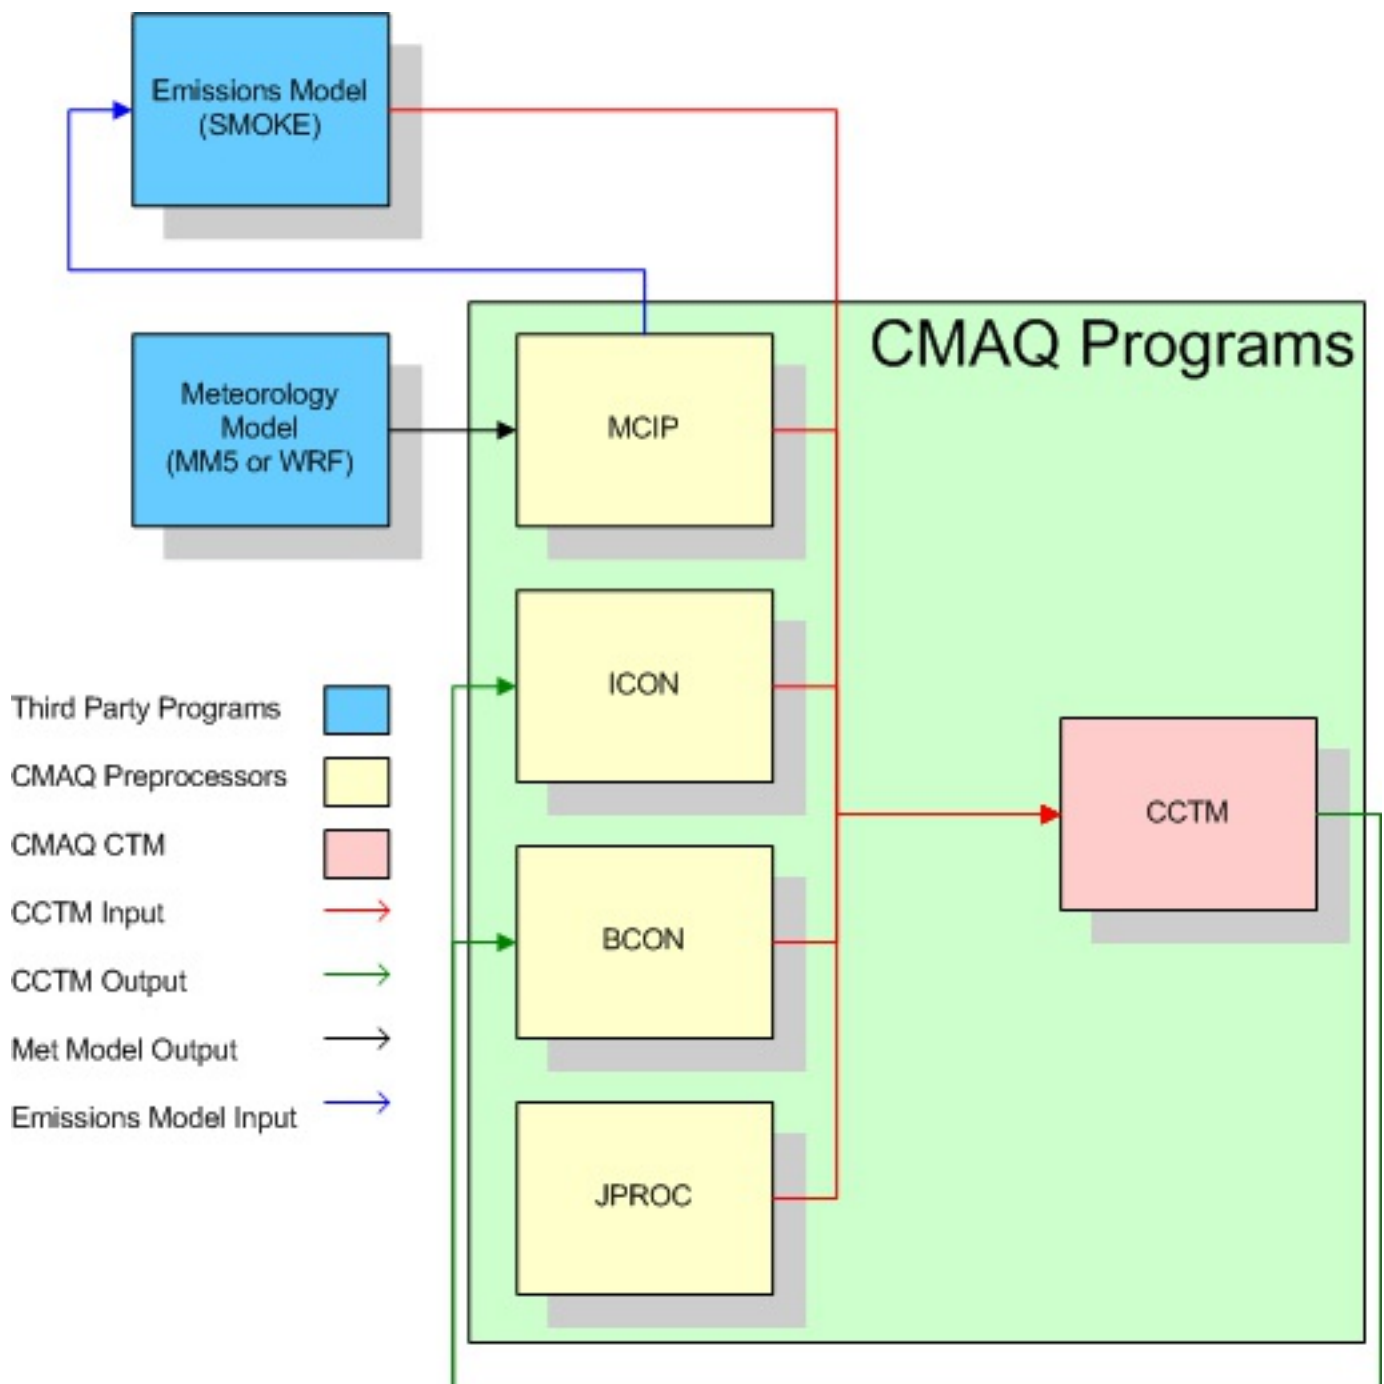 Emissions Model
(SMOKE)
CMAQ Programs
Meteorology
Model
(MM5 or WRF)
MCIP
ICON
Third Party Programs
CMAQ Preprocessors
CMAQ CTM
CCTM Input
CCTM Output
Met Model Output
Emissions Model Input
CCTM
BCON
JPROC